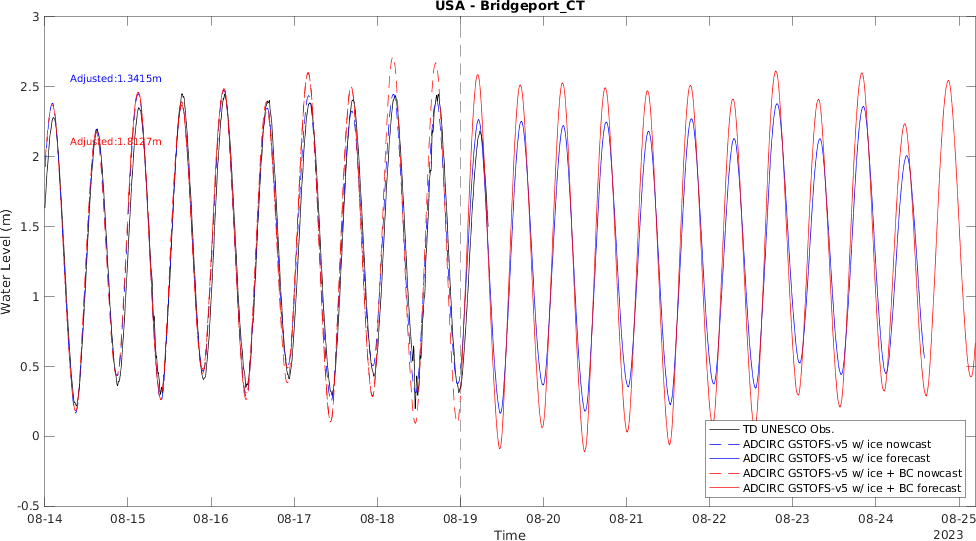 USA - Bridgeport_CT
3
2.5
2
1.5
1
0.5
0
-0.5
Water Level (m)
Adjusted:1.3415m
Adjusted:1.8127m
TD UNESCO Obs.
ADCIRC GSTOFS-v5 w/ ice nowcast
ADCIRC GSTOFS-v5 w/ ice forecast
ADCIRC GSTOFS-v5 w/ ice + BC nowcast
ADCIRC GSTOFS-v5 w/ ice + BC forecast
08-14 08-15 08-16 08-17 08-18 08-19 08-20 08-21 08-22 08-23 08-24 08-25
Time
2023